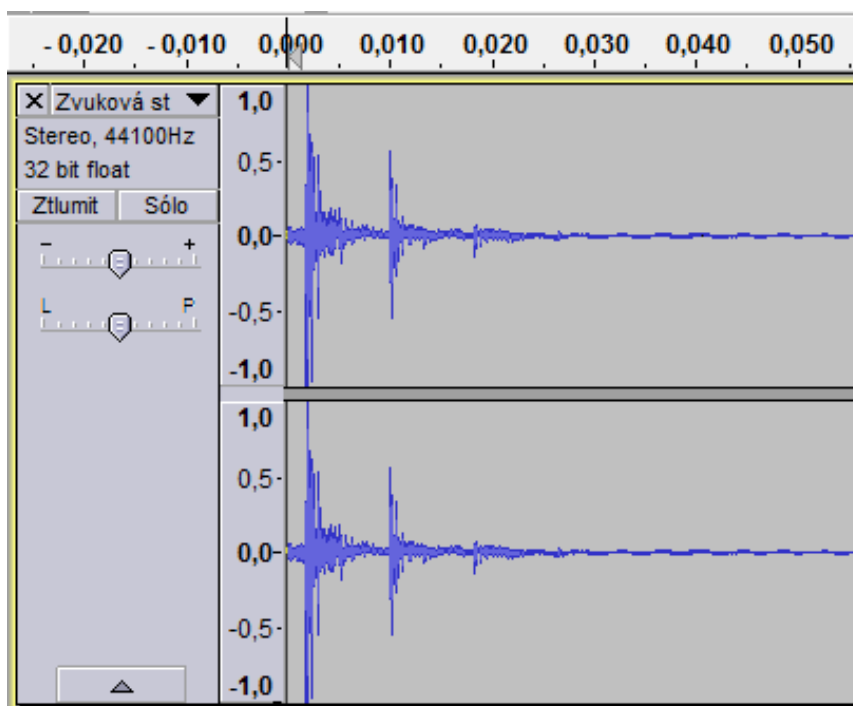 - 0,020 - 0,010 0,000 0,010 0,020 0,030 0,040 0,050
X Zvuková st
Stereo, 44100Hz
32 bit float
Ztlumit Sólo
- +
L P
1,0
0,5-
0,0-
-0,5-
-1,0
1,0
0,5-
0,0-
-0,5-
-1,0